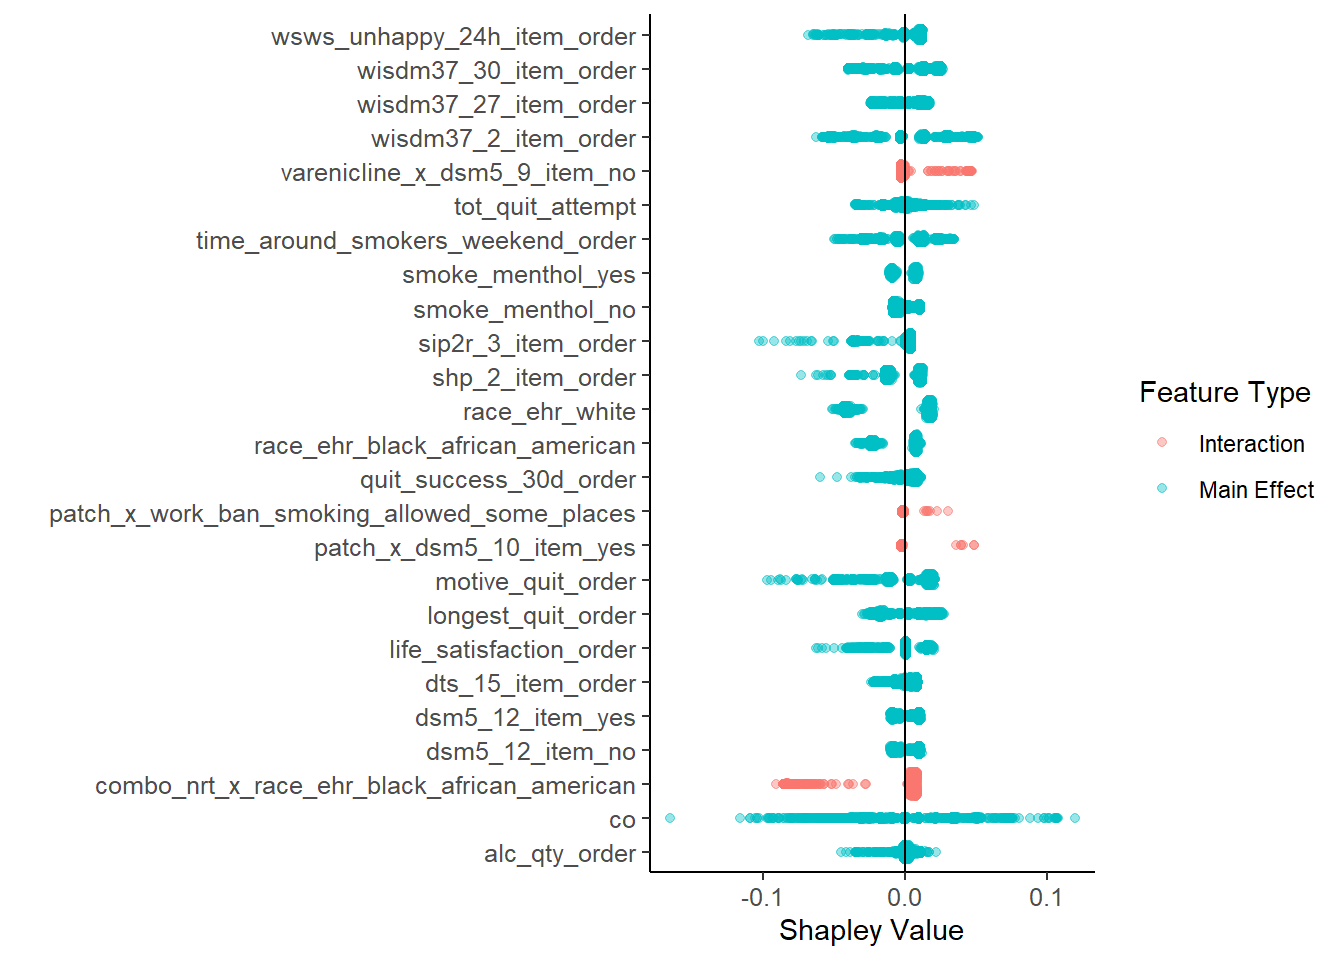 wsws_unhappy_24h_item_order
wisdm37_30_item_order
wisdm37_27_item_order
wisdm37_2_item_order
varenicline_x_dsm5_9_item_no
tot_quit_attempt
time_around_smokers_weekend_order
smoke_menthol_yes
smoke_menthol_no
sip2r_3_item_order
shp_2_item_order
race_ehr_white
race_ehr_black_african_american
quit_success_30d_order
patch_x_work_ban_smoking_allowed_some_places
patch_x_dsm5_10_item_yes
motive_quit_order
longest_quit_order
life_satisfaction_order
dts_15_item_order
dsm5_12_item_yes
dsm5_12_item_no
combo_nrt_x_race_ehr_black_african_american
co
alc_qty_order
-0.1 0.0 0.1
Shapley Value
Feature Type
Interaction
Main Effect